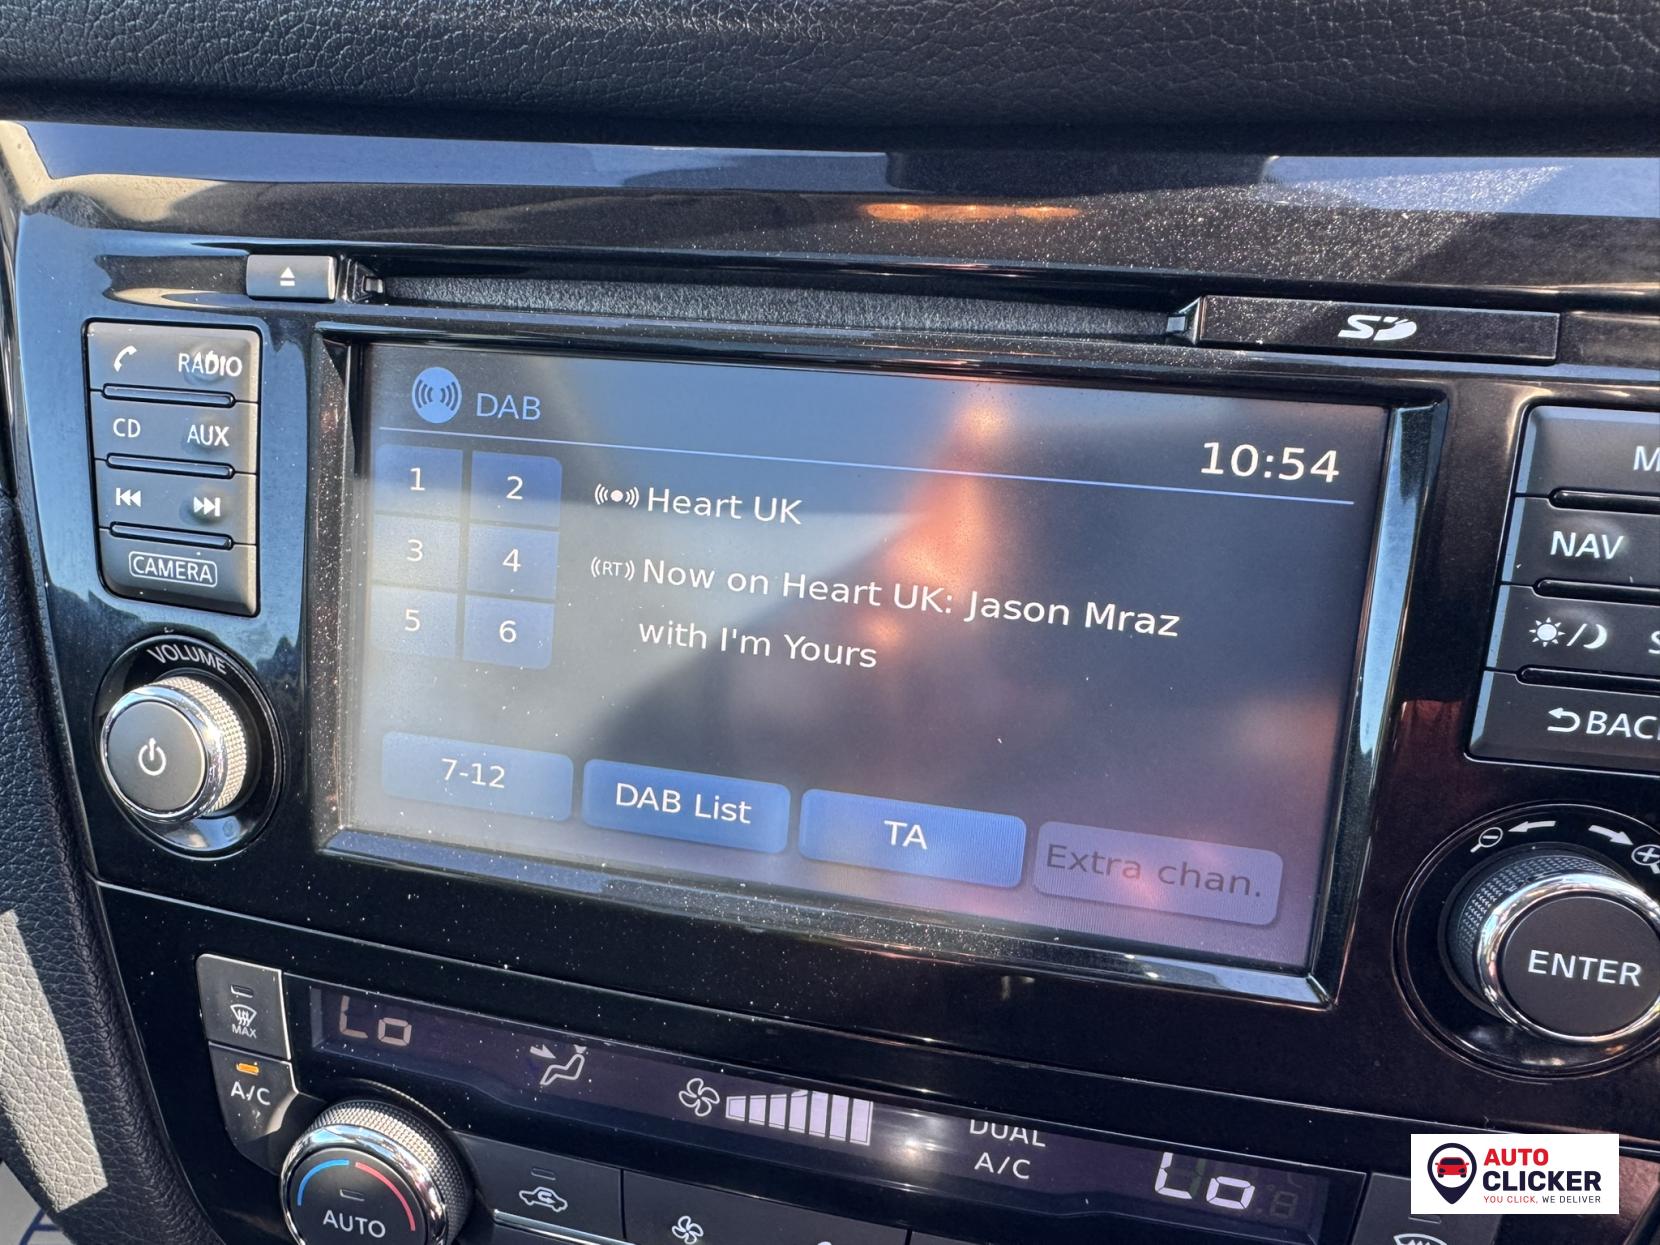 RADIO
CD AUX
CAMERA
VOLUME
DAB
10:54
1 2
3 4
5 6
Heart UK
(RT) Now on Heart UK: Jason Mraz
with I'm Yours
7-12 DAB List TA Extra chan.
SD
NAV
BAC
ENTER
MAX
A/C
Lo
DUAL
A/C
Lo
AUTO
AUTO
CLICKER
YOU CLICK, WE DELIVER